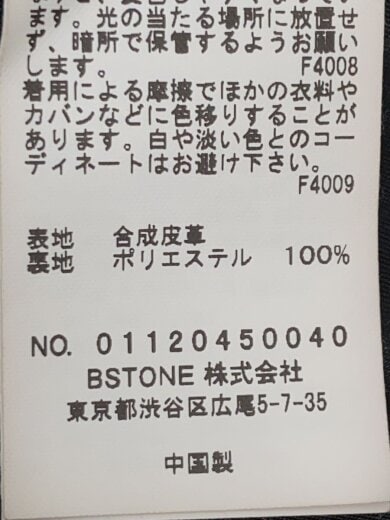 ます。光の当たる場所に放置せ
ず、暗所で保管するようお願い
します。 F4008
着用による摩擦でほかの衣料や
カバンなどに色移りすることが
あります。白や淡い色とのコー
ディネートはお避け下さい。
F4009
表地 合成皮革
裏地 ポリエステル 100%
NO. 01120450040
BSTONE 株式会社
東京都渋谷区広尾5-7-35
中国製